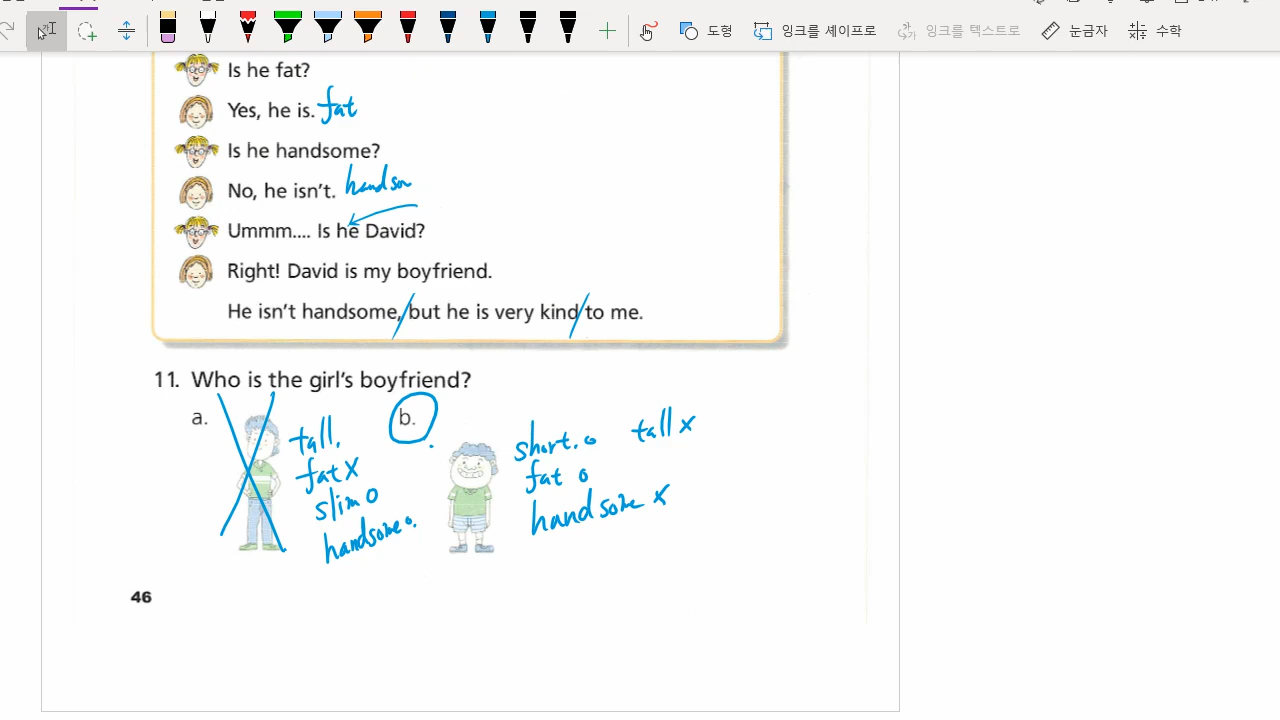 도형
잉크를 셰이프로
잉크를 텍스트로
눈금자
수학
Is he fat?
Yes, he is. fat
Is he handsome?
No, he isn't. handso
Ummm.... Is he David?
Right! David is my boyfriend.
He isn't handsome, but he is very kind to me.
11. Who is the girl's boyfriend?
a.
tall.
fat x
slim o
handsome o.
b.
short. o tall x
fat o
handsome x
46